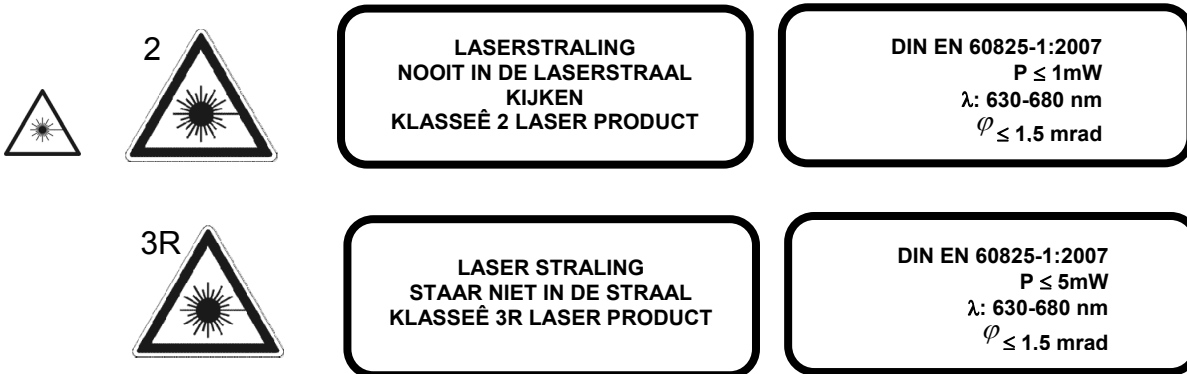 2
LASERSTRALING
NOOIT IN DE LASERSTRAAL
KIJKEN
KLASSEÊ 2 LASER PRODUCT
DIN EN 60825-1:2007
P ≤ 1mW
λ: 630-680 nm
φ ≤ 1,5 mrad
3R
LASER STRALING
STAAR NIET IN DE STRAAL
KLASSEÊ 3R LASER PRODUCT
DIN EN 60825-1:2007
P ≤ 5mW
λ: 630-680 nm
φ ≤ 1.5 mrad